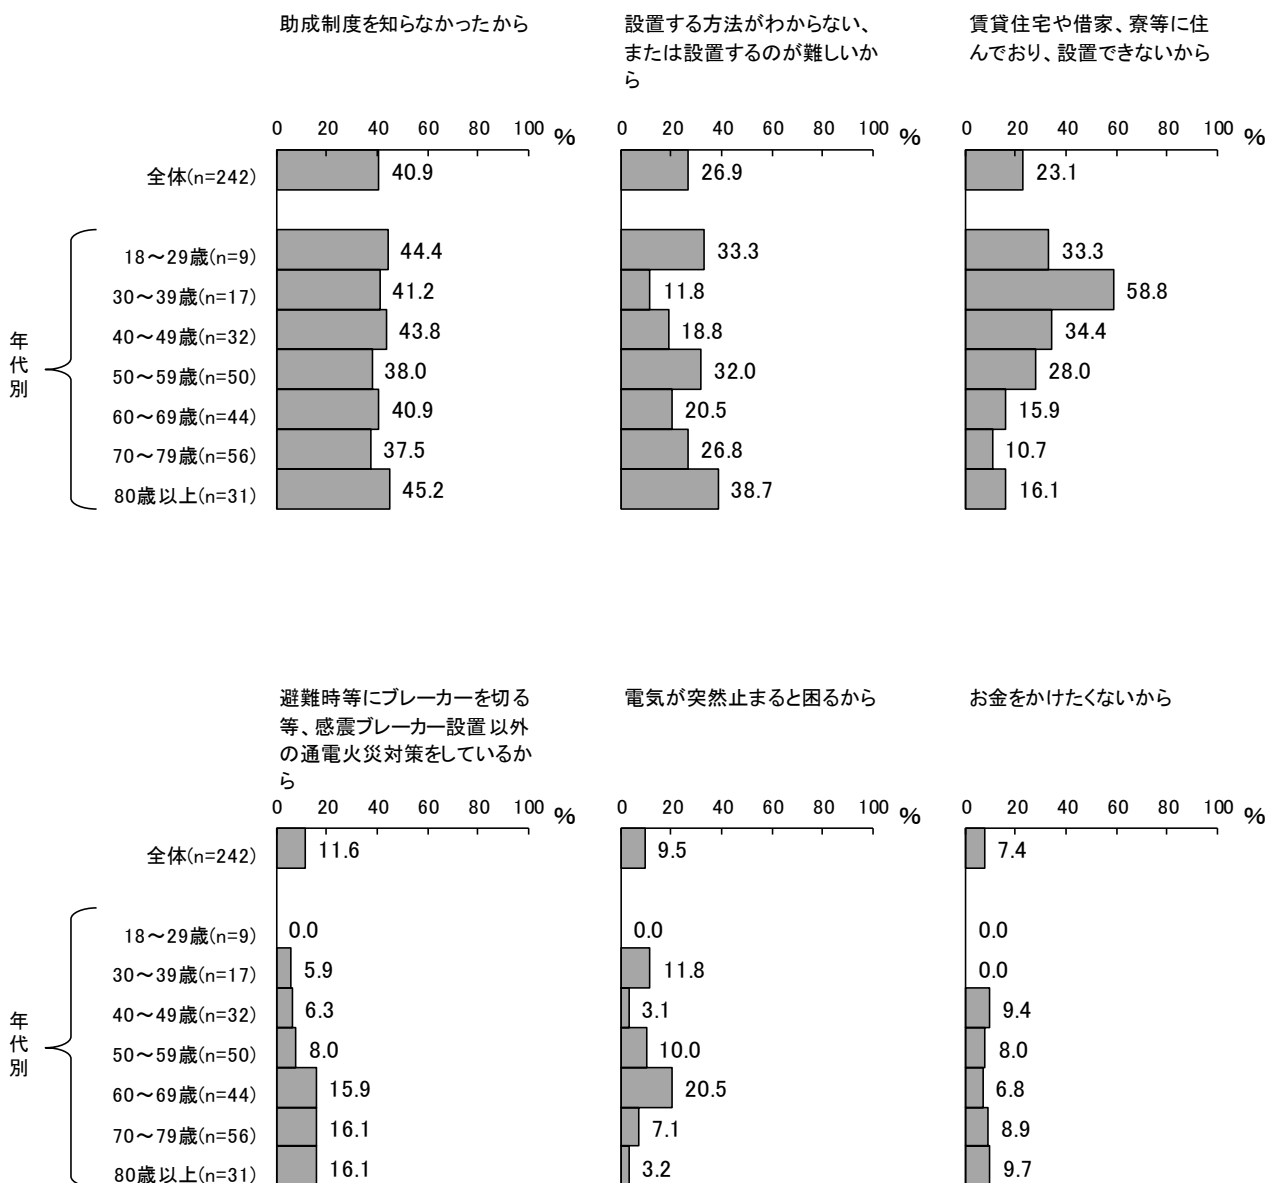 助成制度を知らなかったから
設置する方法がわからない、
または設置するのが難しいか
ら
賃貸住宅や借家、寮等に住
んでおり、設置できないから
0 20 40 60 80 100 %
0 20 40 60 80 100 %
0 20 40 60 80 100 %
全体(n=242) 40.9 26.9 23.1
年代別
18～29歳(n=9) 44.4 33.3 33.3
30～39歳(n=17) 41.2 11.8 58.8
40～49歳(n=32) 43.8 18.8 34.4
50～59歳(n=50) 38.0 32.0 28.0
60～69歳(n=44) 40.9 20.5 15.9
70～79歳(n=56) 37.5 26.8 10.7
80歳以上(n=31) 45.2 38.7 16.1
避難時等にブレーカーを切る
等、感震ブレーカー設置以外
の通電火災対策をしているか
ら
電気が突然止まると困るから
お金をかけたくないから
0 20 40 60 80 100 %
0 20 40 60 80 100 %
0 20 40 60 80 100 %
全体(n=242) 11.6 9.5 7.4
年代別
18～29歳(n=9) 0.0 0.0 0.0
30～39歳(n=17) 5.9 11.8 0.0
40～49歳(n=32) 6.3 3.1 9.4
50～59歳(n=50) 8.0 10.0 8.0
60～69歳(n=44) 15.9 20.5 6.8
70～79歳(n=56) 16.1 7.1 8.9
80歳以上(n=31) 16.1 3.2 9.7